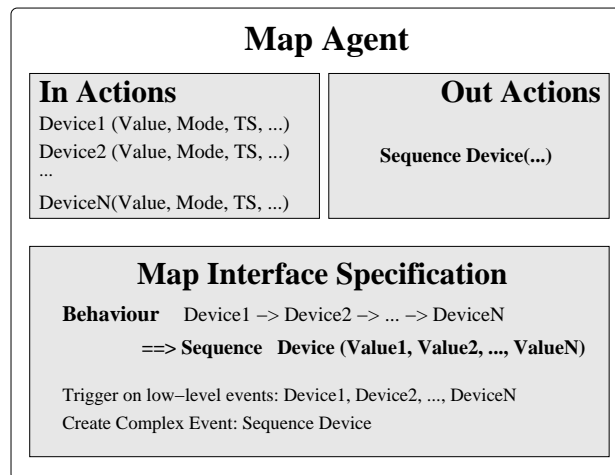 Map Agent
In Actions
Device1 (Value, Mode, TS, ...)
Device2 (Value, Mode, TS, ...)
...
DeviceN(Value, Mode, TS, ...)
Out Actions
Sequence Device(...)
Map Interface Specification
Behaviour Device1 −> Device2 −> ... −> DeviceN
==> Sequence Device (Value1, Value2, ..., ValueN)
Trigger on low−level events: Device1, Device2, ..., DeviceN
Create Complex Event: Sequence Device